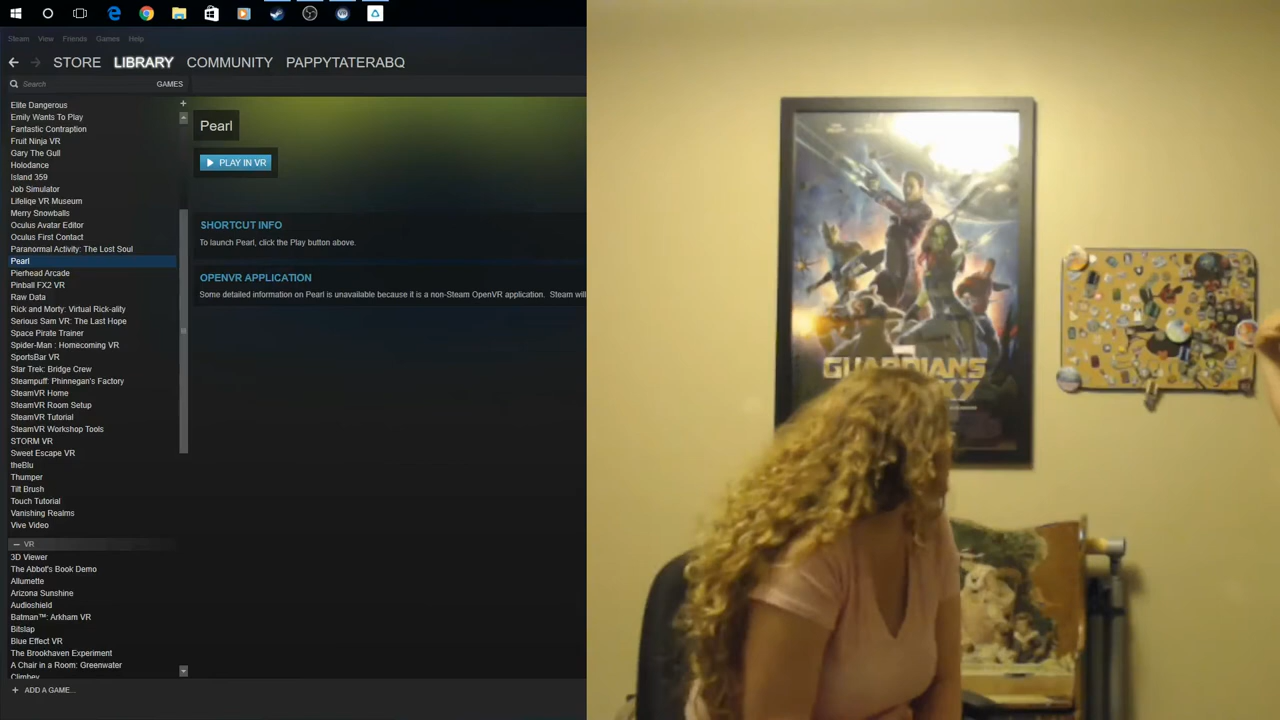 Steam View Friends Games Help
STORE LIBRARY COMMUNITY PAPPYTATERABQ
Search GAMES
Elite Dangerous
Emily Wants To Play
Fantastic Contraption
Fruit Ninja VR
Gary The Gull
Holodance
Island 359
Job Simulator
Lifeliqe VR Museum
Merry Snowballs
Oculus Avatar Editor
Oculus First Contact
Paranormal Activity: The Lost Soul
Pearl
Pierhead Arcade
Pinball FX2 VR
Raw Data
Rick and Morty: Virtual Rick-ality
Serious Sam VR: The Last Hope
Space Pirate Trainer
Spider-Man : Homecoming VR
SportsBar VR
Star Trek: Bridge Crew
Steampuff: Phinnegan's Factory
SteamVR Home
SteamVR Room Setup
SteamVR Tutorial
SteamVR Workshop Tools
STORM VR
Sweet Escape VR
theBlu
Thumper
Tilt Brush
Touch Tutorial
Vanishing Realms
Vive Video
VR
3D Viewer
The Abbot's Book Demo
Allumette
Arizona Sunshine
Audioshield
Batman™: Arkham VR
Bitslap
Blue Effect VR
The Brookhaven Experiment
A Chair in a Room: Greenwater
Climbey
ADD A GAME...
Pearl
PLAY IN VR
SHORTCUT INFO
To launch Pearl, click the Play button above.
OPENVR APPLICATION
Some detailed information on Pearl is unavailable because it is a non-Steam OpenVR application. Steam will
MARVEL
GUARDIANS